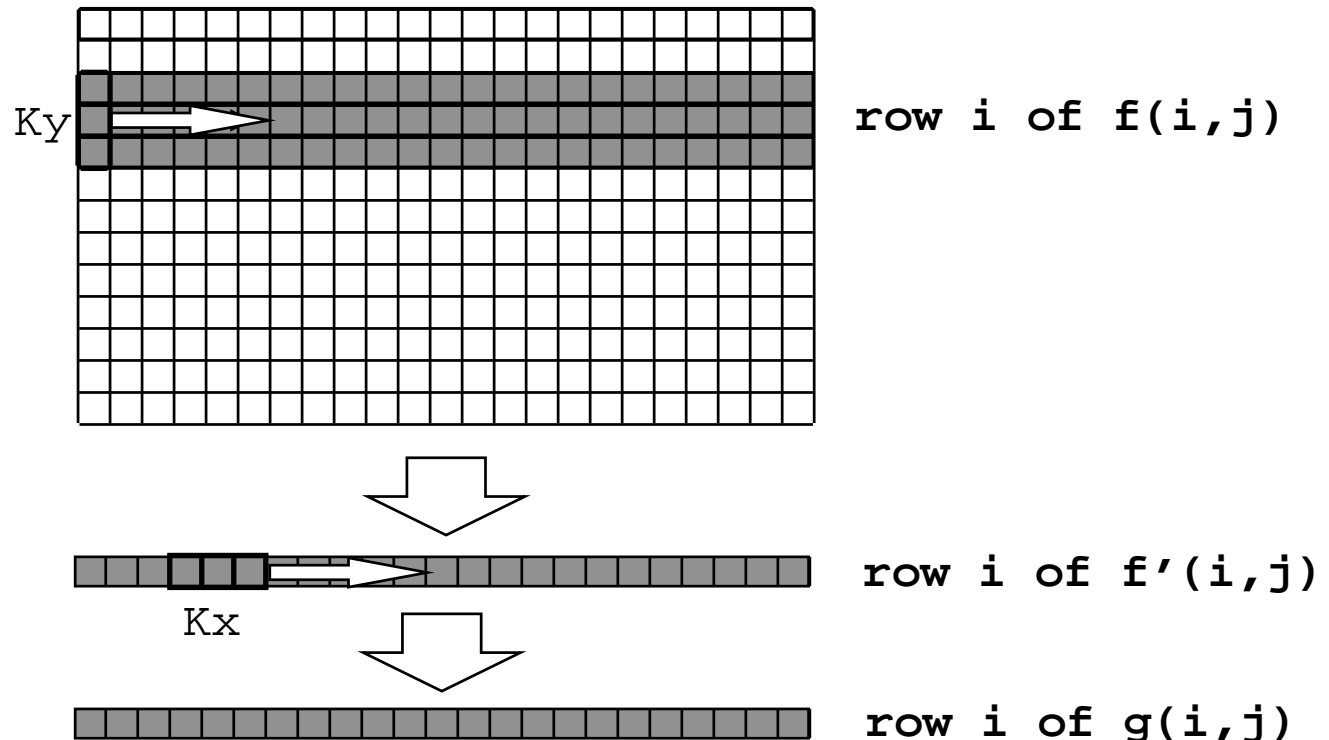 Ky
row i of f(i,j)
row i of f’(i,j)
Kx
row i of g(i,j)